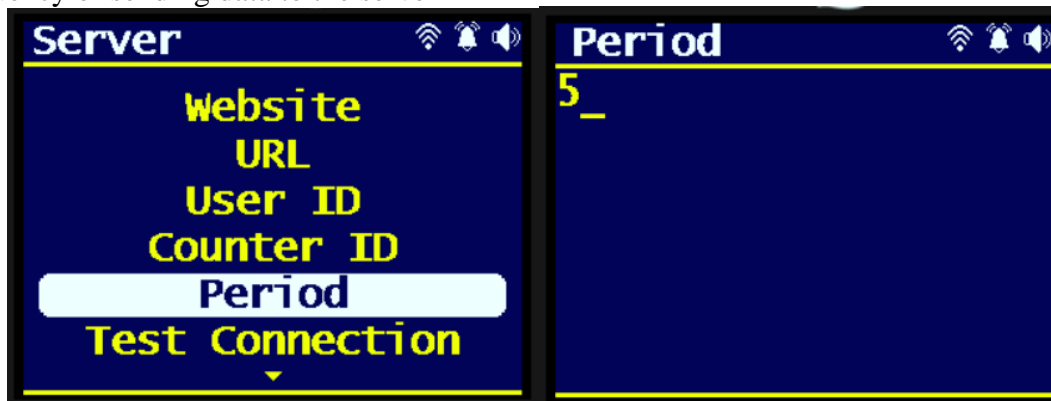 Server
Website
URL
User ID
Counter ID
Period
Test Connection
Period
5_